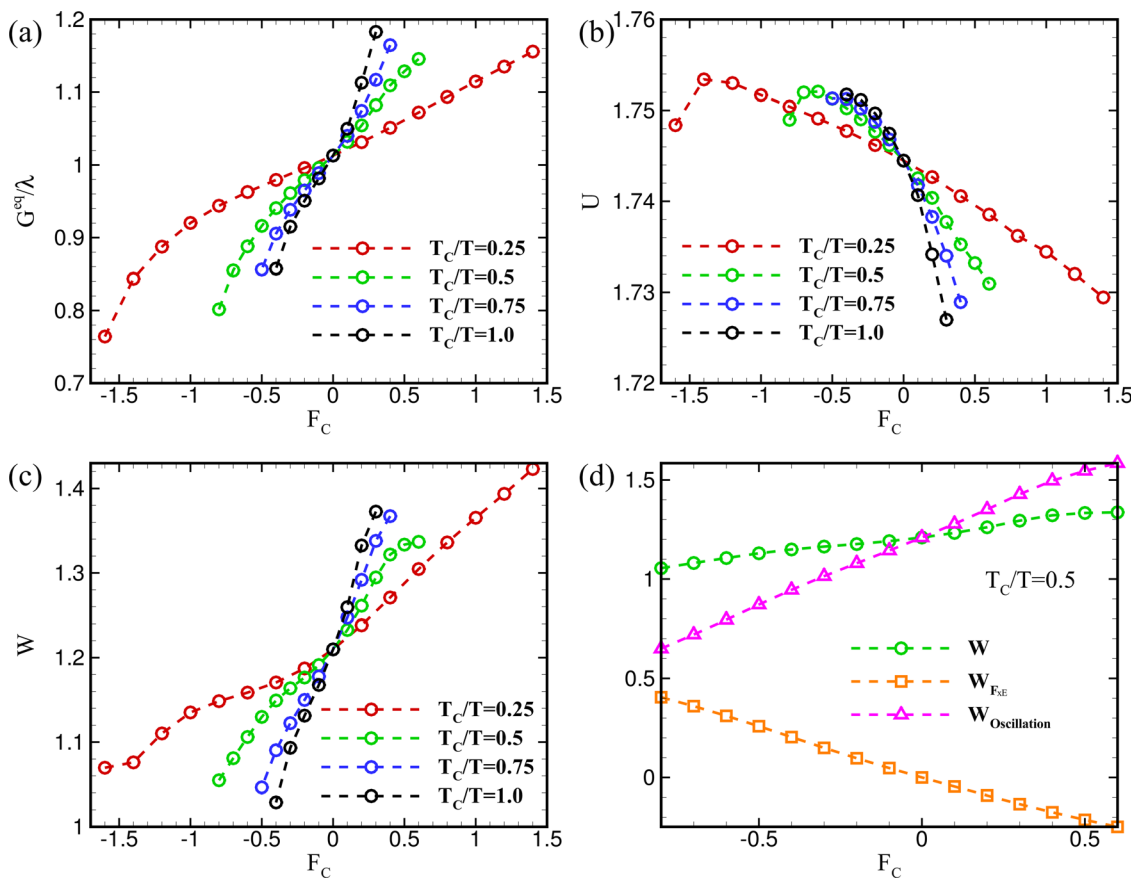 (a)
1.2
1.1
1
0.9
0.8
0.7
G^eq/λ
-1.5 -1 -0.5 0 0.5 1 1.5
F_C
T_C/T=0.25
T_C/T=0.5
T_C/T=0.75
T_C/T=1.0
(b)
1.76
1.75
1.74
1.73
1.72
U
-1.5 -1 -0.5 0 0.5 1 1.5
F_C
T_C/T=0.25
T_C/T=0.5
T_C/T=0.75
T_C/T=1.0
(c)
1.4
1.3
1.2
1.1
1
W
-1.5 -1 -0.5 0 0.5 1 1.5
F_C
T_C/T=0.25
T_C/T=0.5
T_C/T=0.75
T_C/T=1.0
(d)
1.5
1
0.5
0
-0.5 0 0.5
F_C
T_C/T=0.5
W
W_FxE
W_Oscillation